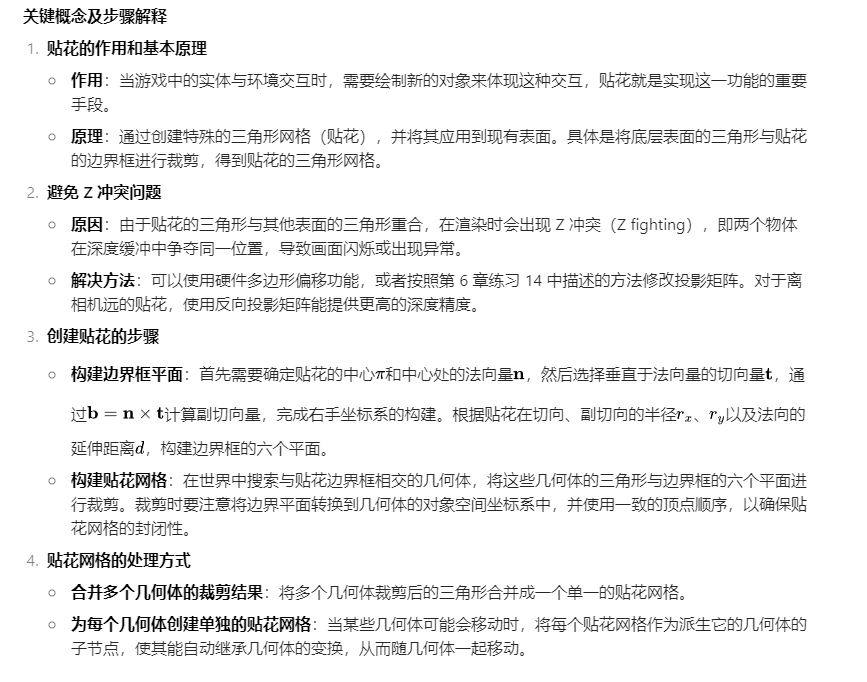 关键概念及步骤解释
1. 贴花的作用和基本原理
○ 作用：当游戏中的实体与环境交互时，需要绘制新的对象来体现这种交互，贴花就是实现这一功能的重要
手段。
○ 原理：通过创建特殊的三角形网格（贴花），并将其应用到现有表面。具体是将底层表面的三角形与贴花
的边界框进行裁剪，得到贴花的三角形网格。
2. 避免 Z 冲突问题
○ 原因：由于贴花的三角形与其他表面的三角形重合，在渲染时会出现 Z 冲突（Z fighting），即两个物体
在深度缓冲中争夺同一位置，导致画面闪烁或出现异常。
○ 解决方法：可以使用硬件多边形偏移功能，或者按照第 6 章练习 14 中描述的方法修改投影矩阵。对于离
相机远的贴花，使用反向投影矩阵能提供更高的深度精度。
3. 创建贴花的步骤
○ 构建边界框平面：首先需要确定贴花的中心π和中心处的法向量n，然后选择垂直于法向量的切向量t，通
过b = n × t计算副切向量，完成右手坐标系的构建。根据贴花在切向、副切向的半径rₓ、r_y以及法向的
延伸距离d，构建边界框的六个平面。
○ 构建贴花网格：在世界中搜索与贴花边界框相交的几何体，将这些几何体的三角形与边界框的六个平面进
行裁剪。裁剪时要注意将边界平面转换到几何体的对象空间坐标系中，并使用一致的顶点顺序，以确保贴
花网格的封闭性。
4. 贴花网格的处理方式
○ 合并多个几何体的裁剪结果：将多个几何体裁剪后的三角形合并成一个单一的贴花网格。
○ 为每个几何体创建单独的贴花网格：当某些几何体可能会移动时，将每个贴花网格作为派生它的几何体的
子节点，使其能自动继承几何体的变换，从而随几何体一起移动。